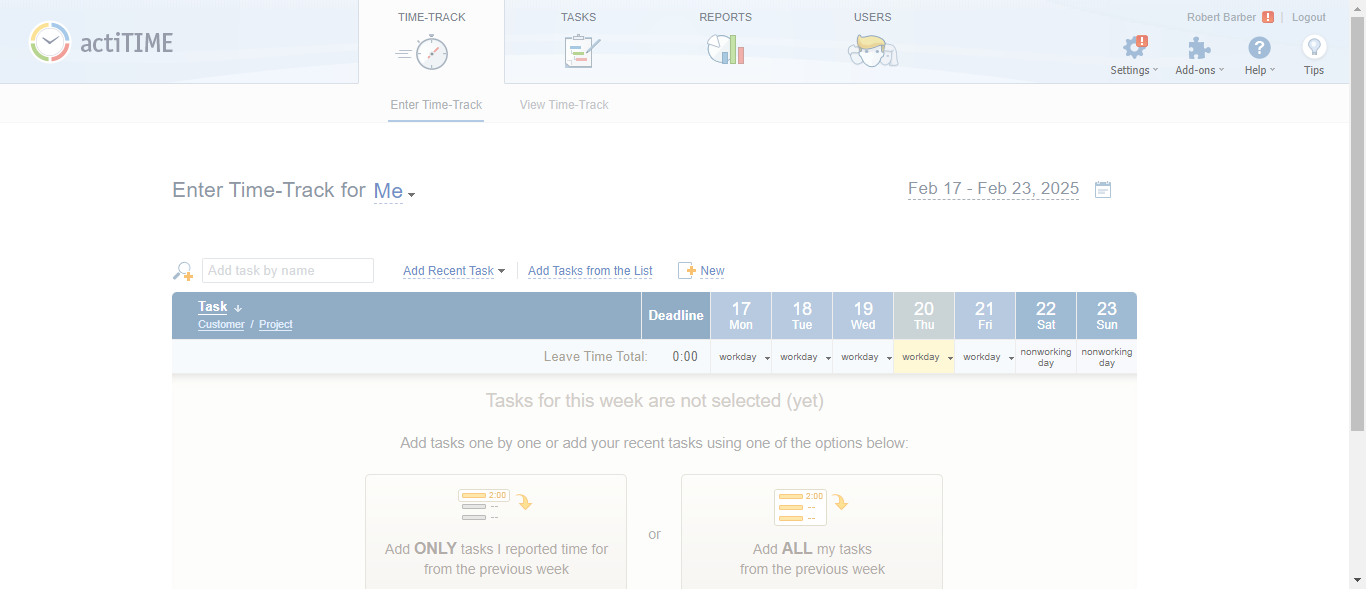 actiTIME
TIME-TRACK
TASKS
REPORTS
USERS
Robert Barber ! | Logout
Settings
Add-ons
Help
Tips
Enter Time-Track
View Time-Track
Enter Time-Track for Me
Feb 17 - Feb 23, 2025
Add task by name
Add Recent Task
Add Tasks from the List
New
Task ↓
Customer / Project
Deadline
17
Mon
18
Tue
19
Wed
20
Thu
21
Fri
22
Sat
23
Sun
Leave Time Total: 0:00
workday
workday
workday
workday
workday
nonworking
day
nonworking
day
Tasks for this week are not selected (yet)
Add tasks one by one or add your recent tasks using one of the options below:
2:00
--
--
Add ONLY tasks I reported time for
from the previous week
or
2:00
--
--
Add ALL my tasks
from the previous week